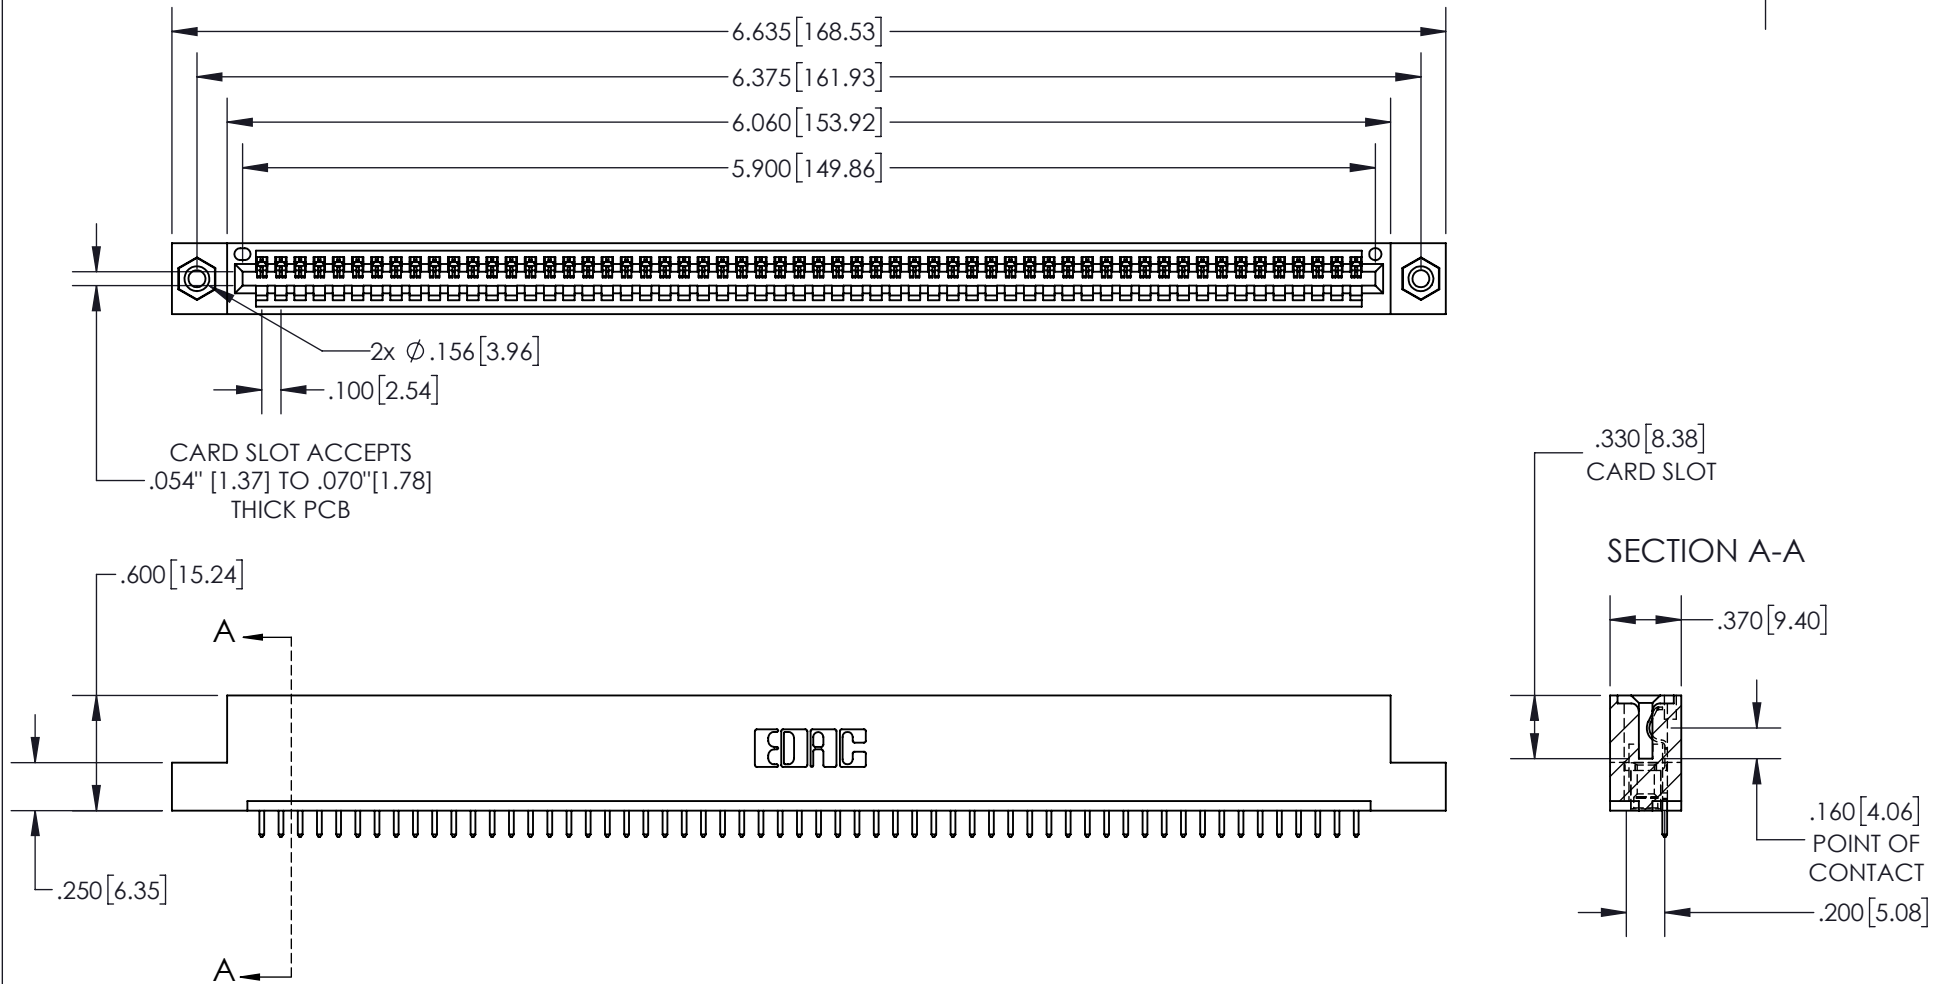 6.635[168.53]
6.375[161.93]
6.060[153.92]
5.900[149.86]
2x Ø.156[3.96]
.100[2.54]
CARD SLOT ACCEPTS
.054" [1.37] TO .070"[1.78]
THICK PCB
.330[8.38]
CARD SLOT
SECTION A-A
.600[15.24]
.370[9.40]
A
EDAC
.160[4.06]
POINT OF
CONTACT
.250[6.35]
.200[5.08]
A